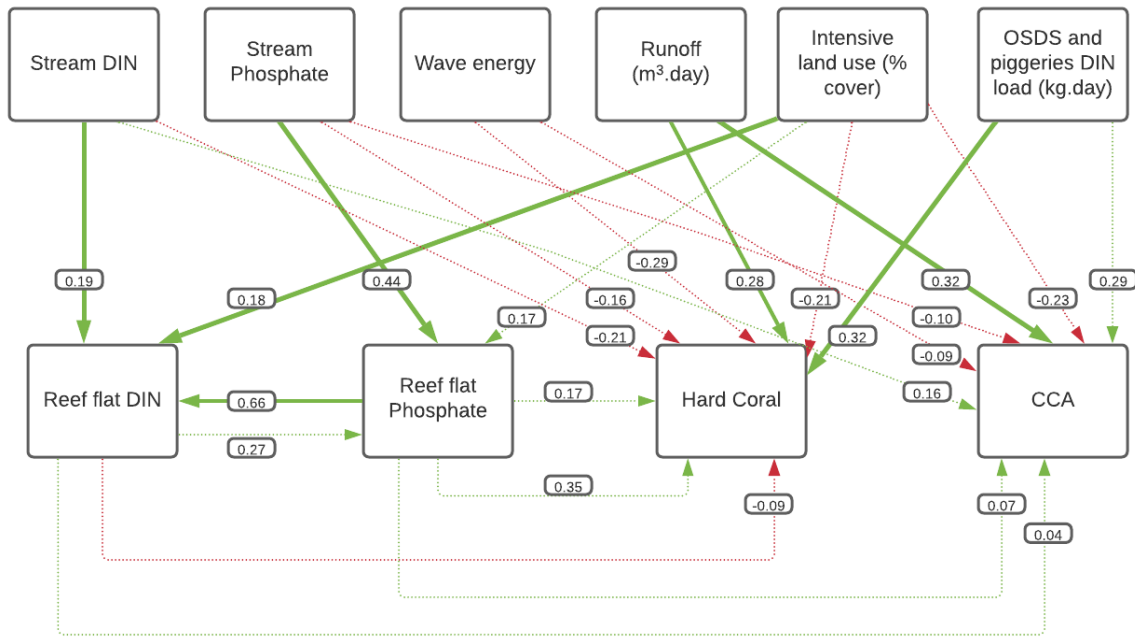 Stream DIN
Stream
Phosphate
Wave energy
Runoff
(m³.day)
Intensive
land use (%
cover)
OSDS and
piggeries DIN
load (kg.day)
0.19
0.18
0.44
0.17
-0.29
-0.16
-0.21
0.28
-0.21
0.32
0.32
-0.10
-0.09
-0.23
0.29
0.16
Reef flat DIN
Reef flat
Phosphate
Hard Coral
CCA
0.66
0.27
0.17
0.35
-0.09
0.07
0.04